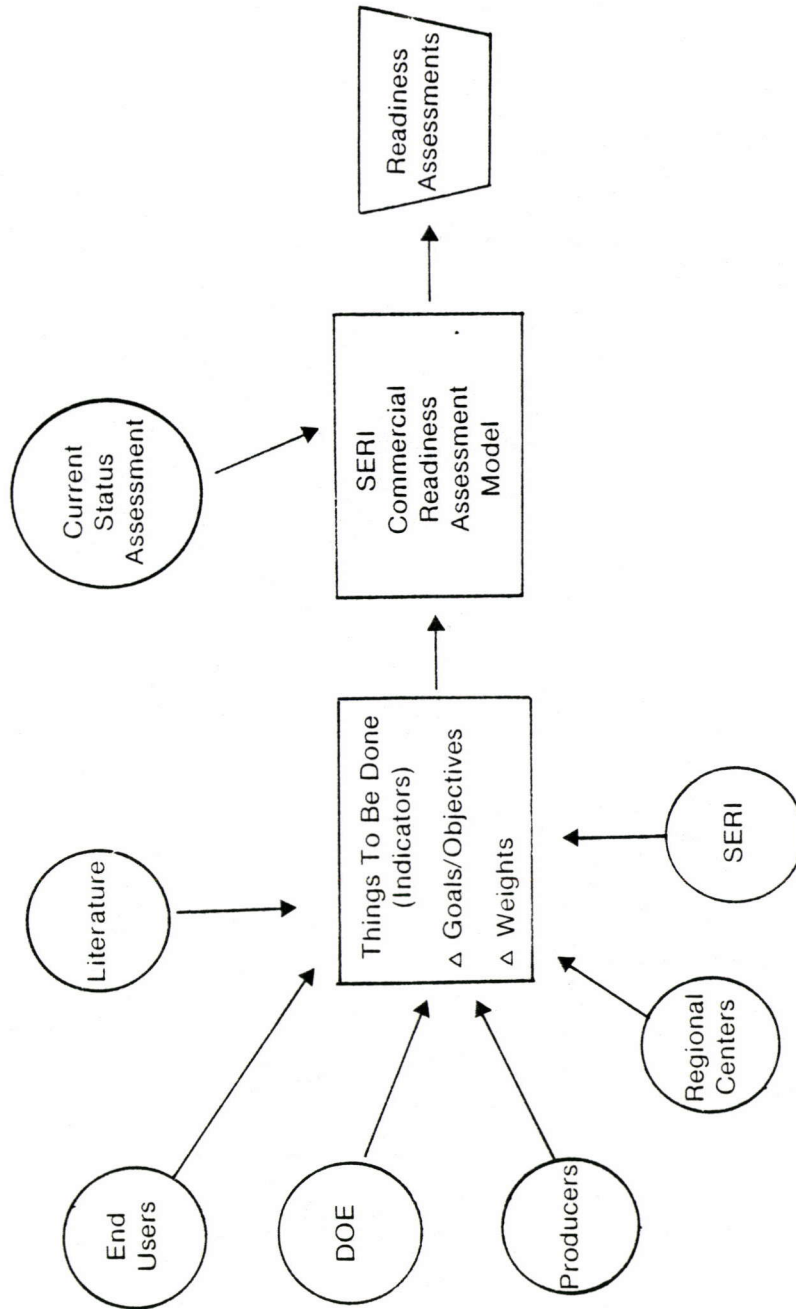 End
Users
Literature
DOE
Producers
Regional
Centers
SERI
Things To Be Done
(Indicators)
△ Goals/Objectives
△ Weights
Current
Status
Assessment
SERI
Commercial
Readiness
Assessment
Model
Readiness
Assessments